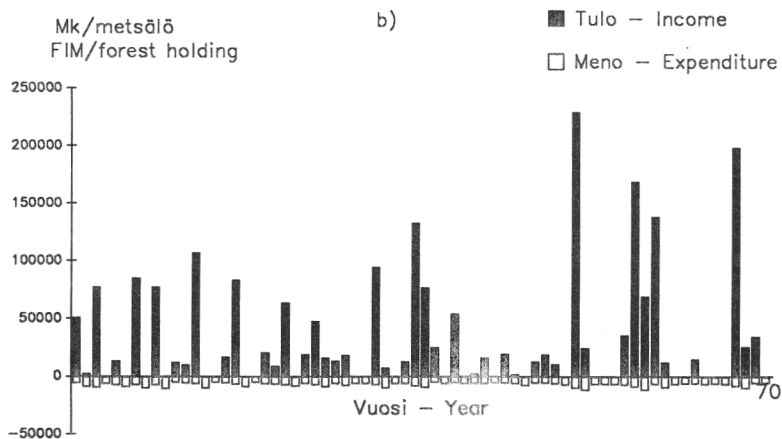 Mk/metsälö
FIM/forest holding
b)
Tulo – Income
Meno – Expenditure
250000
200000
150000
100000
50000
0
−50000
Vuosi – Year
70